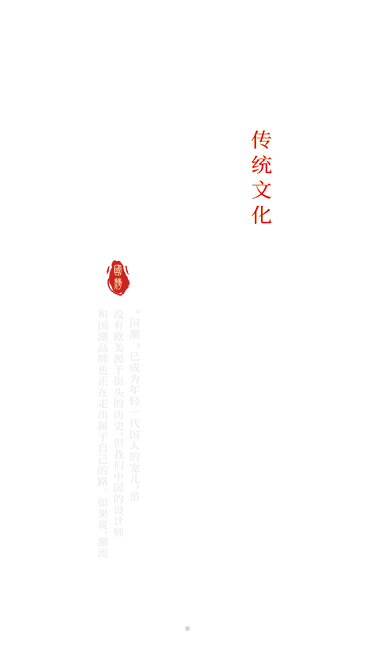 传统文化
国潮
。国潮。已成为年轻一代国人的宠儿，虽
没有欧美源于街头的历史，但我们中国的设计师
和国潮品牌也正在走出属于自己的路。如果说，潮流